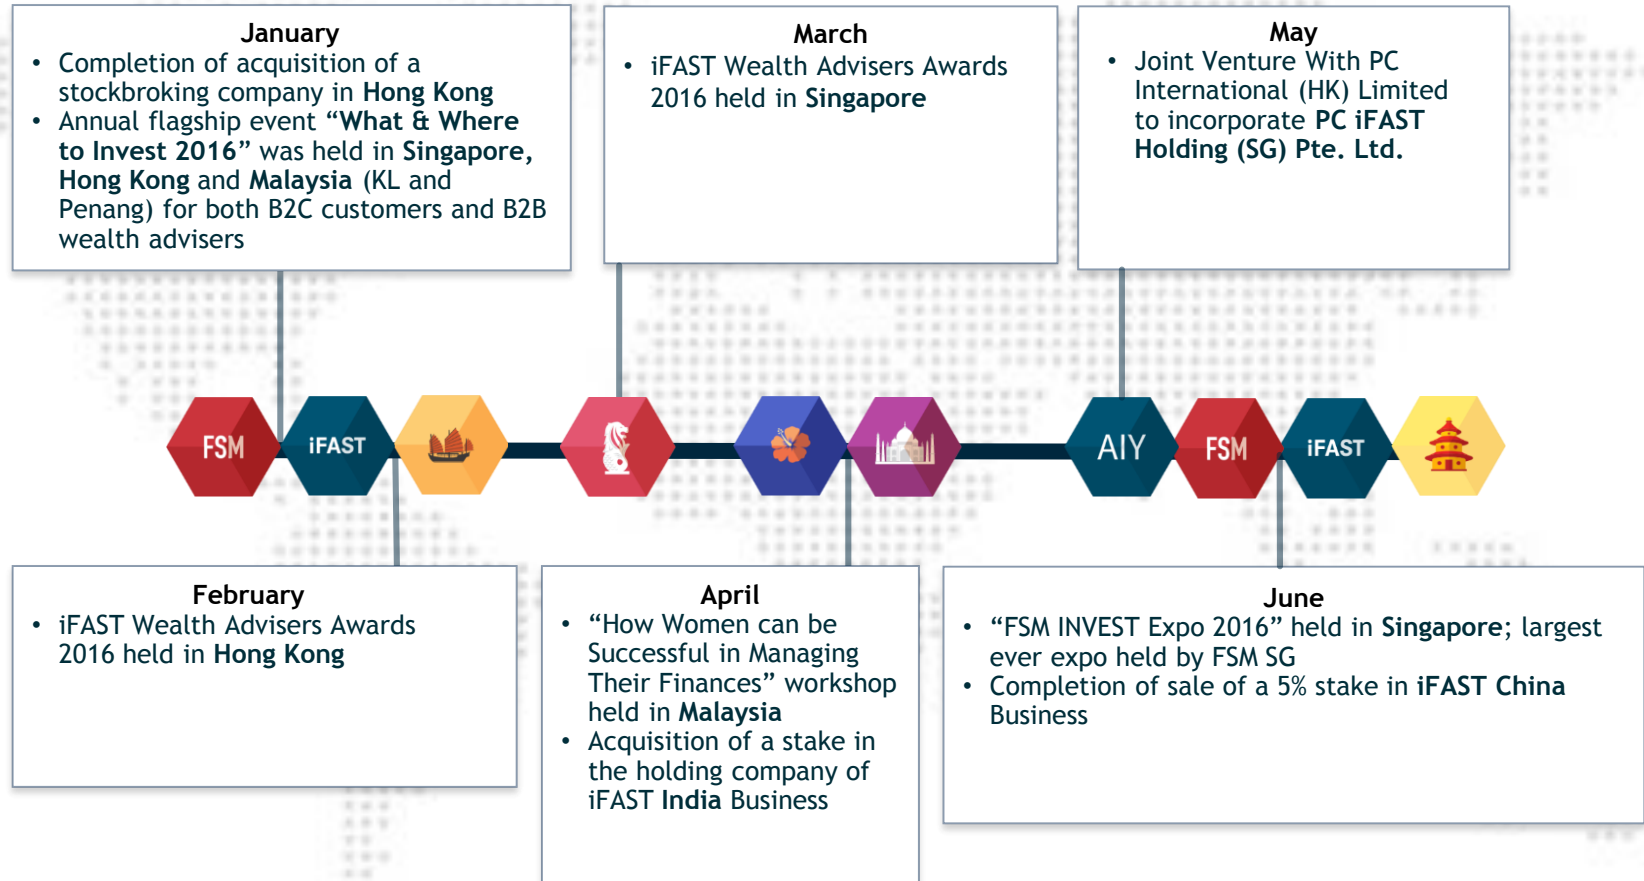 January
• Completion of acquisition of a
stockbroking company in Hong Kong
• Annual flagship event “What & Where
to Invest 2016” was held in Singapore,
Hong Kong and Malaysia (KL and
Penang) for both B2C customers and B2B
wealth advisers
March
• iFAST Wealth Advisers Awards
2016 held in Singapore
May
• Joint Venture With PC
International (HK) Limited
to incorporate PC iFAST
Holding (SG) Pte. Ltd.
FSM
iFAST
AIY
FSM
iFAST
February
• iFAST Wealth Advisers Awards
2016 held in Hong Kong
April
• “How Women can be
Successful in Managing
Their Finances” workshop
held in Malaysia
• Acquisition of a stake in
the holding company of
iFAST India Business
June
• “FSM INVEST Expo 2016” held in Singapore; largest
ever expo held by FSM SG
• Completion of sale of a 5% stake in iFAST China
Business